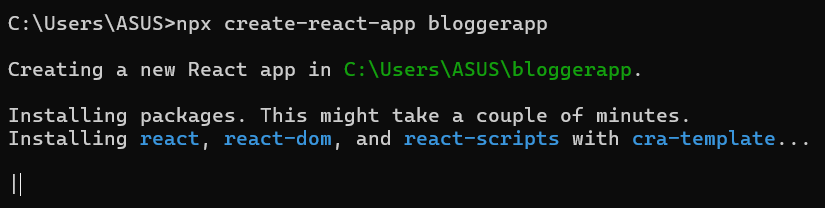 C:\Users\ASUS>npx create-react-app bloggerapp
Creating a new React app in C:\Users\ASUS\bloggerapp.
Installing packages. This might take a couple of minutes.
Installing react, react-dom, and react-scripts with cra-template...
|